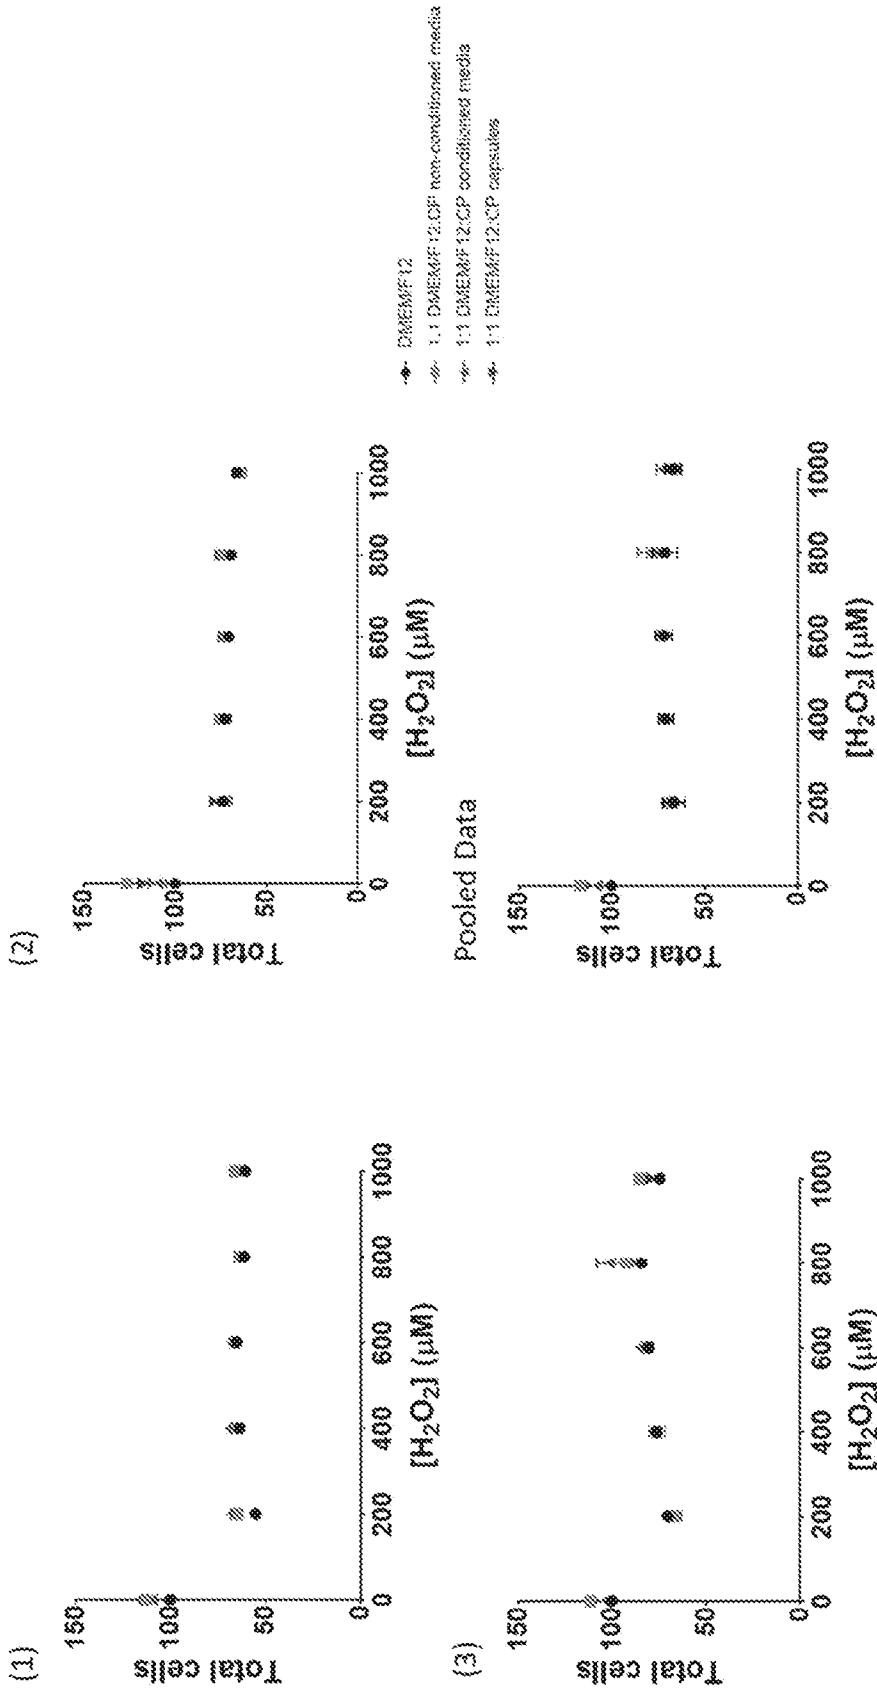 (1)
Total cells
150
100
50
0
0 200 400 600 800 1000
[H₂O₂] (µM)
(2)
Total cells
150
100
50
0
0 200 400 600 800 1000
[H₂O₂] (µM)
(3)
Total cells
150
100
50
0
0 200 400 600 800 1000
[H₂O₂] (µM)
Pooled Data
Total cells
150
100
50
0
0 200 400 600 800 1000
[H₂O₂] (µM)
DMEM/F12
1:1 DMEM/F12:CP non-conditioned media
1:1 DMEM/F12:CP conditioned media
1:1 DMEM/F12:CP capsules